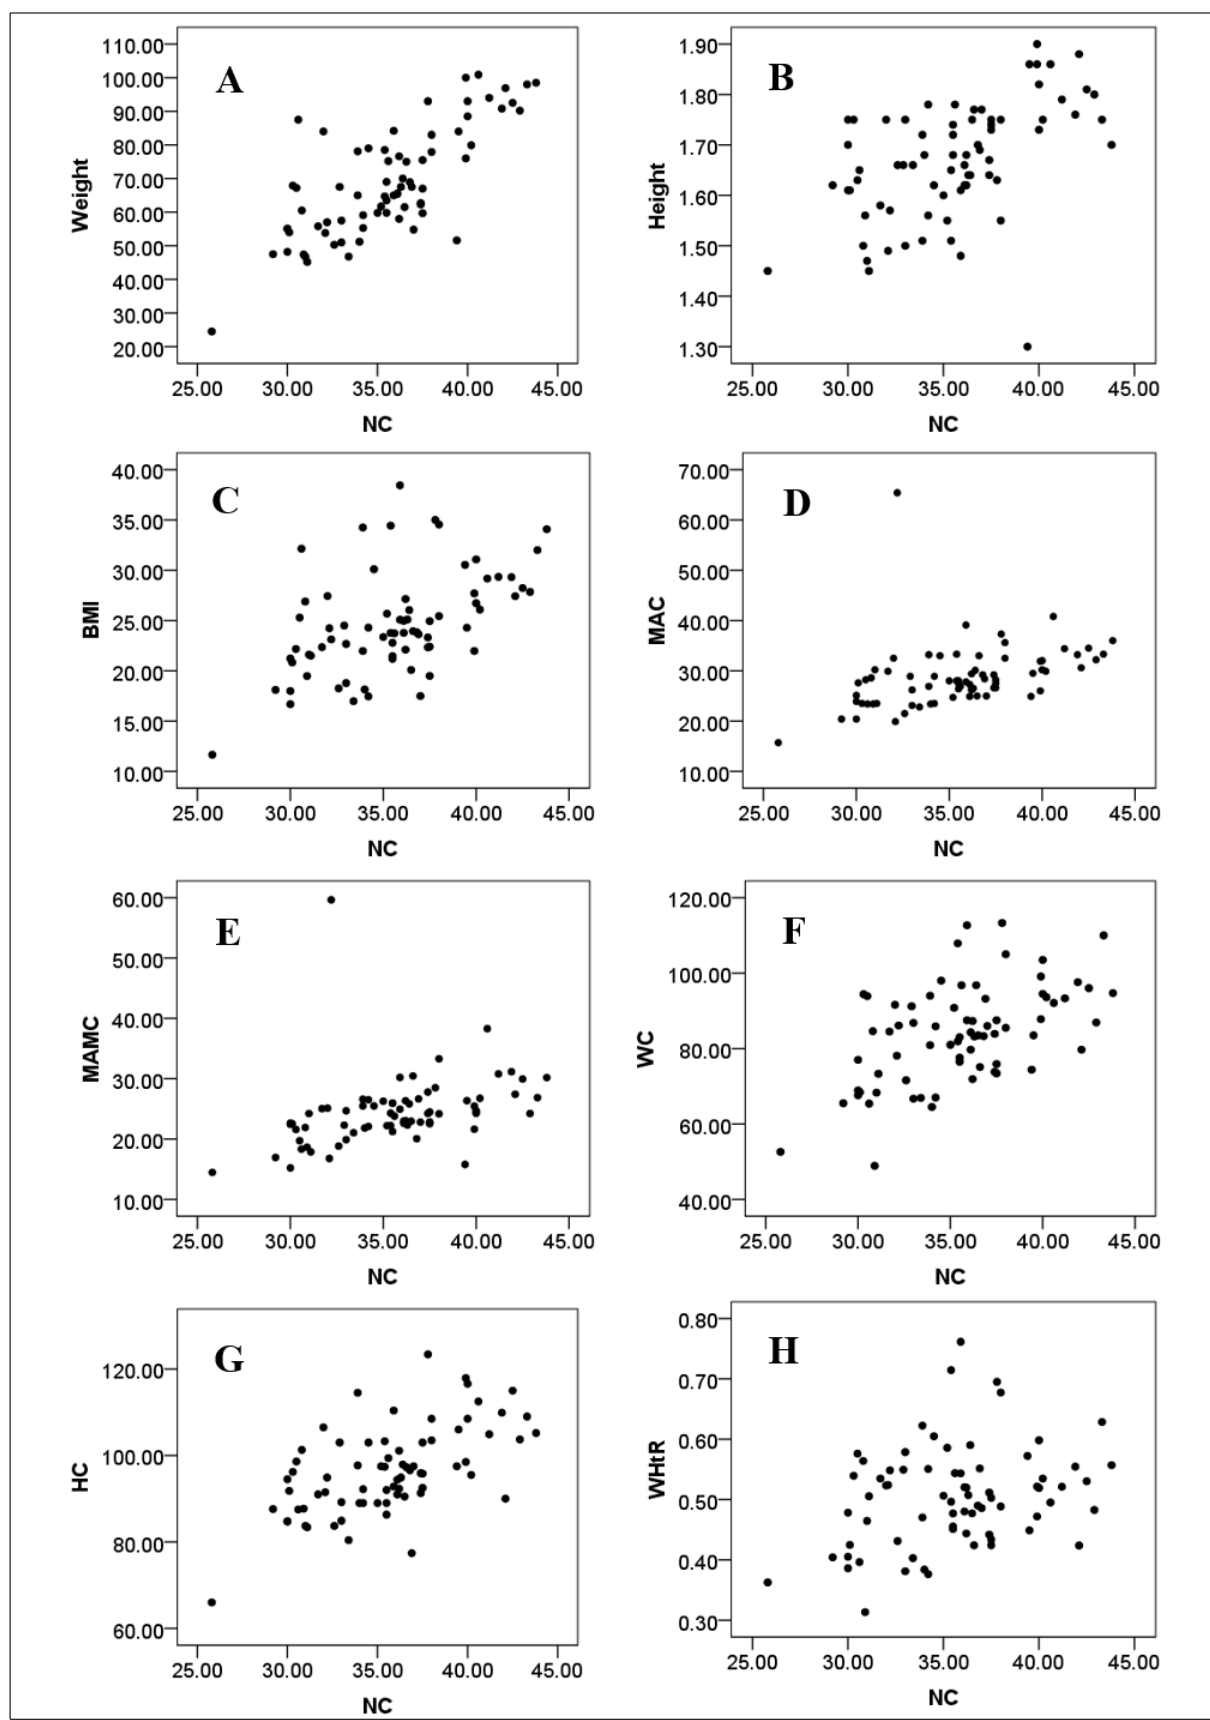 A
Weight
110.00
100.00
90.00
80.00
70.00
60.00
50.00
40.00
30.00
20.00
25.00 30.00 35.00 40.00 45.00
NC
B
Height
1.90
1.80
1.70
1.60
1.50
1.40
1.30
25.00 30.00 35.00 40.00 45.00
NC
C
BMI
40.00
35.00
30.00
25.00
20.00
15.00
10.00
25.00 30.00 35.00 40.00 45.00
NC
D
MAC
70.00
60.00
50.00
40.00
30.00
20.00
10.00
25.00 30.00 35.00 40.00 45.00
NC
E
MAMC
60.00
50.00
40.00
30.00
20.00
10.00
25.00 30.00 35.00 40.00 45.00
NC
F
WC
120.00
100.00
80.00
60.00
40.00
25.00 30.00 35.00 40.00 45.00
NC
G
HC
120.00
100.00
80.00
60.00
25.00 30.00 35.00 40.00 45.00
NC
H
WHtR
0.80
0.70
0.60
0.50
0.40
0.30
25.00 30.00 35.00 40.00 45.00
NC